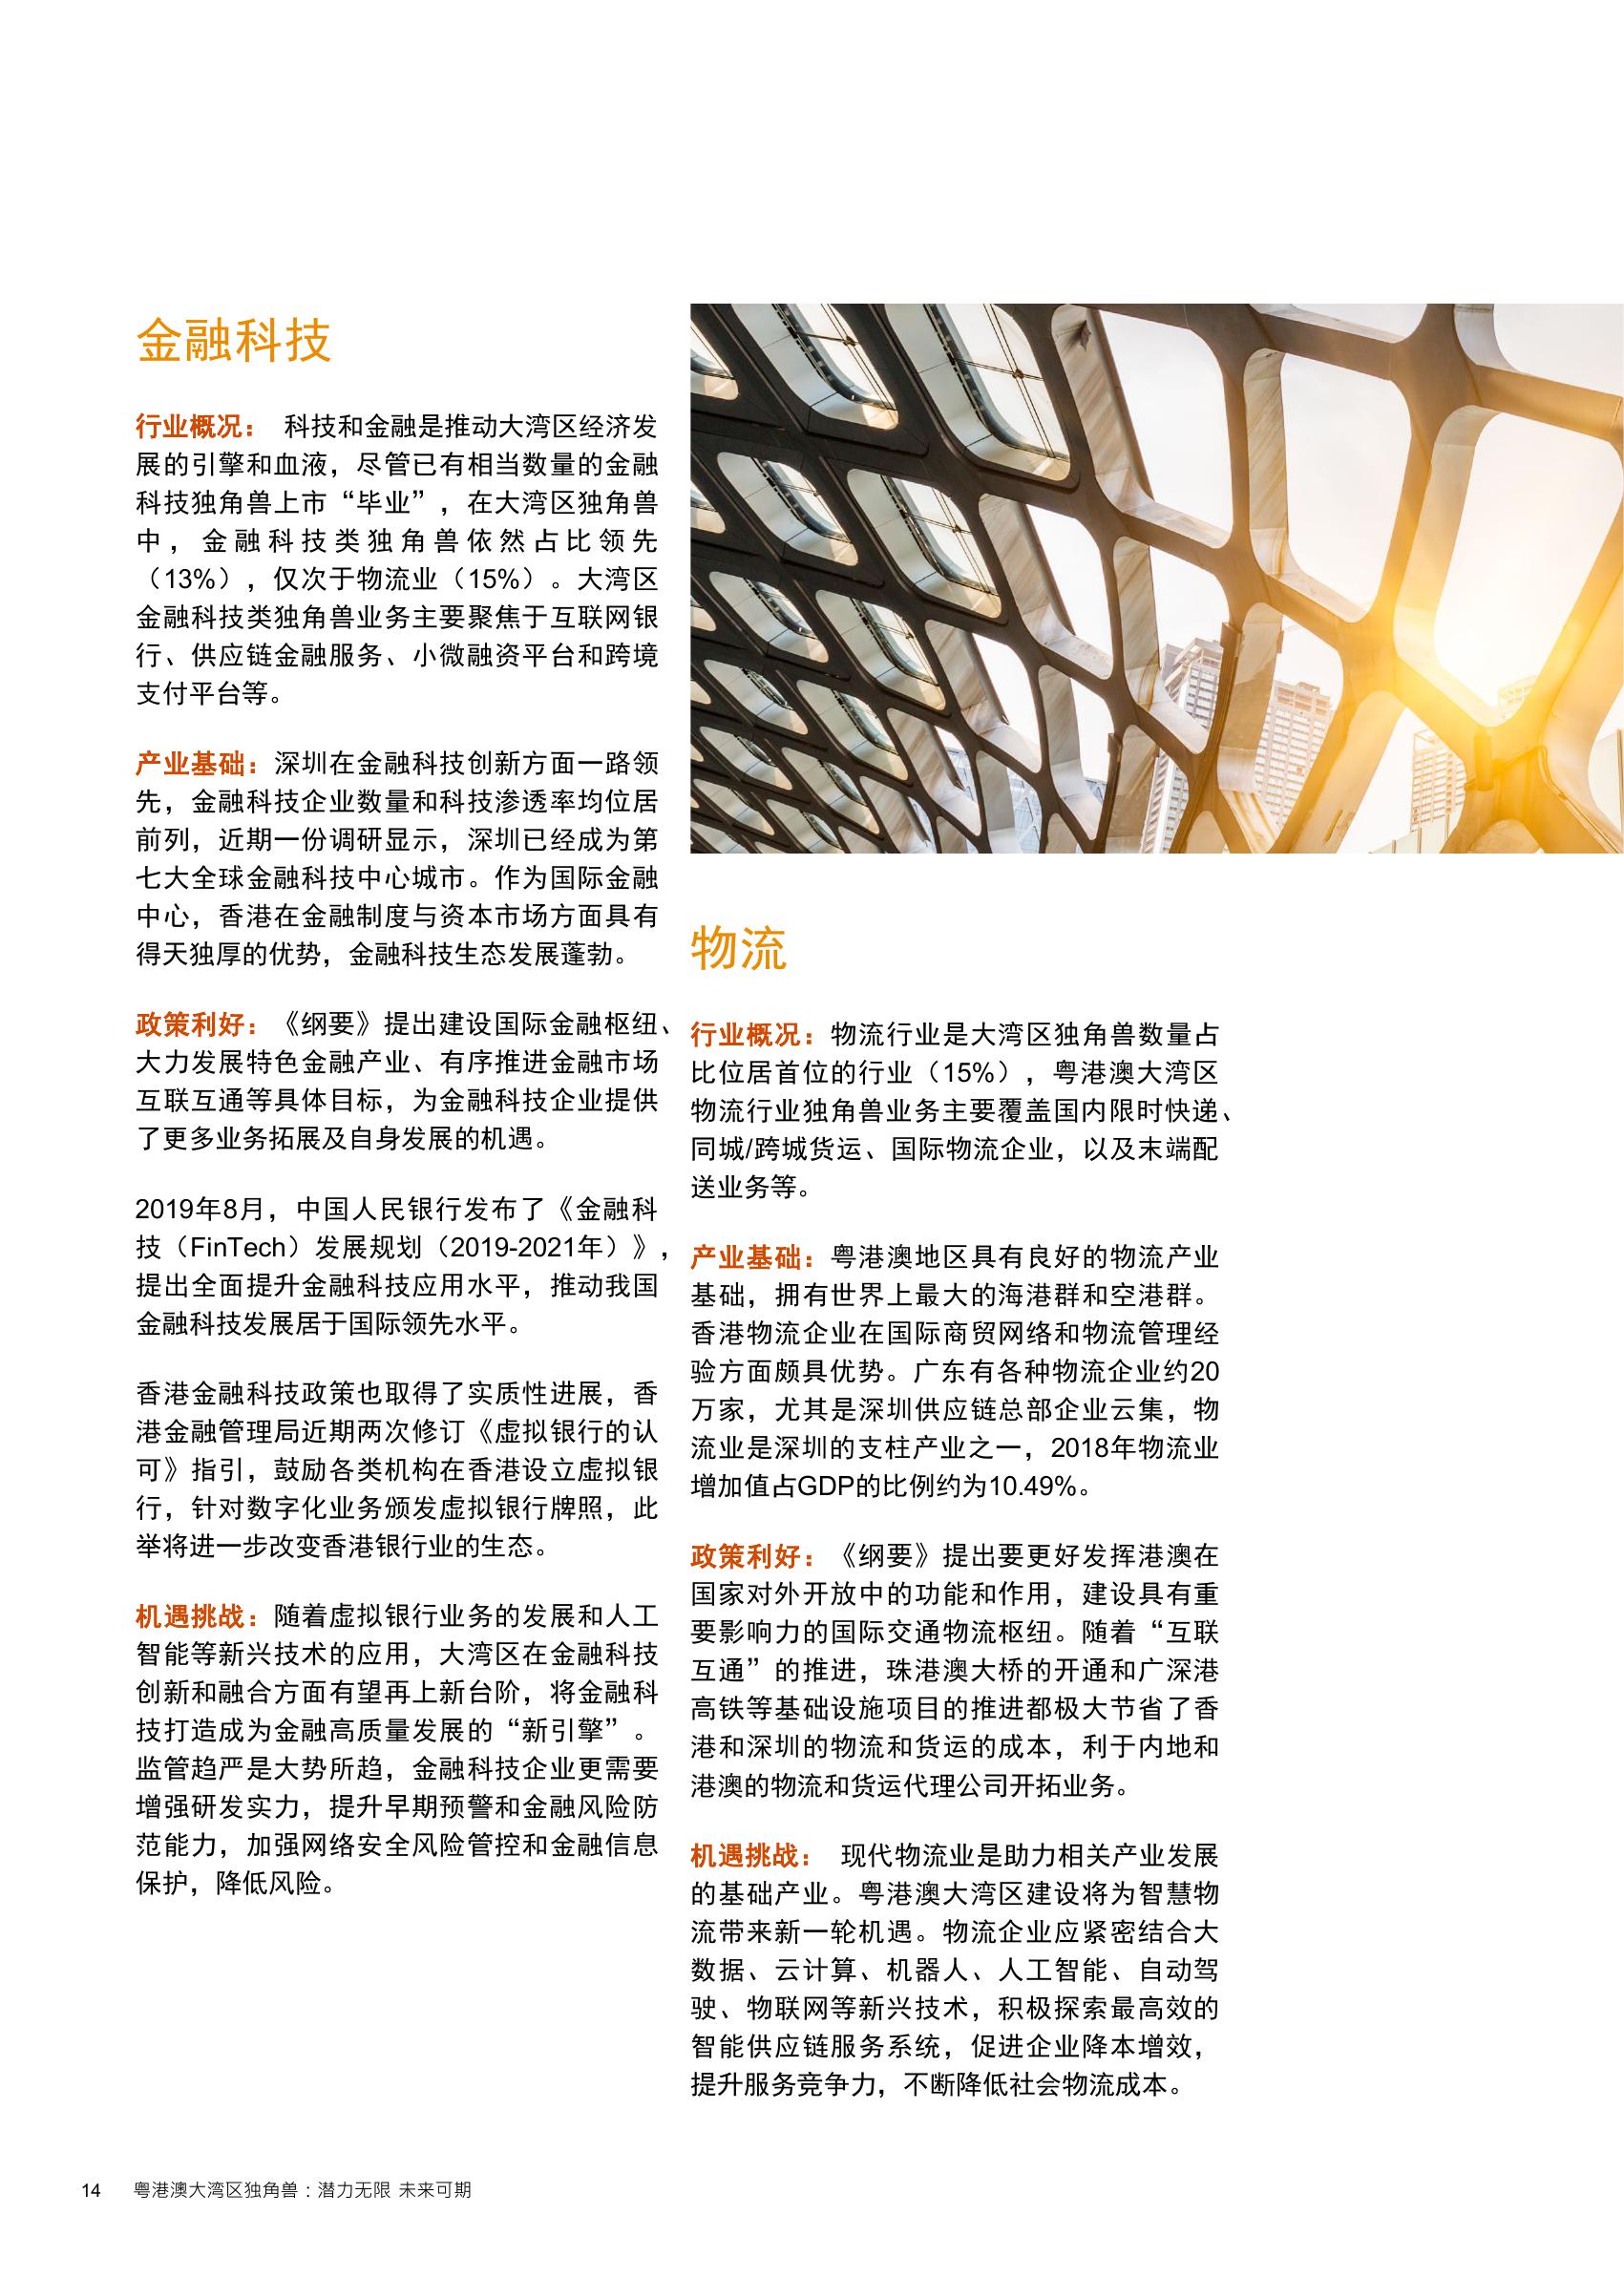 金融科技
行业概况： 科技和金融是推动大湾区经济发
展的引擎和血液，尽管已有相当数量的金融
科技独角兽上市“毕业”，在大湾区独角兽
中，金融科技类独角兽依然占比领先
（13%），仅次于物流业（15%）。大湾区
金融科技类独角兽业务主要聚焦于互联网银
行、供应链金融服务、小微融资平台和跨境
支付平台等。
产业基础：深圳在金融科技创新方面一路领
先，金融科技企业数量和科技渗透率均位居
前列，近期一份调研显示，深圳已经成为第
七大全球金融科技中心城市。作为国际金融
中心，香港在金融制度与资本市场方面具有
得天独厚的优势，金融科技生态发展蓬勃。
政策利好：《纲要》提出建设国际金融枢纽、
大力发展特色金融产业、有序推进金融市场
互联互通等具体目标，为金融科技企业提供
了更多业务拓展及自身发展的机遇。
2019年8月，中国人民银行发布了《金融科
技（FinTech）发展规划（2019-2021年）》，
提出全面提升金融科技应用水平，推动我国
金融科技发展居于国际领先水平。
香港金融科技政策也取得了实质性进展，香
港金融管理局近期两次修订《虚拟银行的认
可》指引，鼓励各类机构在香港设立虚拟银
行，针对数字化业务颁发虚拟银行牌照，此
举将进一步改变香港银行业的生态。
机遇挑战：随着虚拟银行业务的发展和人工
智能等新兴技术的应用，大湾区在金融科技
创新和融合方面有望再上新台阶，将金融科
技打造成为金融高质量发展的“新引擎”。
监管趋严是大势所趋，金融科技企业更需要
增强研发实力，提升早期预警和金融风险防
范能力，加强网络安全风险管控和金融信息
保护，降低风险。
物流
行业概况：物流行业是大湾区独角兽数量占
比位居首位的行业（15%），粤港澳大湾区
物流行业独角兽业务主要覆盖国内限时快递、
同城/跨城货运、国际物流企业，以及末端配
送业务等。
产业基础：粤港澳地区具有良好的物流产业
基础，拥有世界上最大的海港群和空港群。
香港物流企业在国际商贸网络和物流管理经
验方面颇具优势。广东有各种物流企业约20
万家，尤其是深圳供应链总部企业云集，物
流业是深圳的支柱产业之一，2018年物流业
增加值占GDP的比例约为10.49%。
政策利好：《纲要》提出要更好发挥港澳在
国家对外开放中的功能和作用，建设具有重
要影响力的国际交通物流枢纽。随着“互联
互通”的推进，珠港澳大桥的开通和广深港
高铁等基础设施项目的推进都极大节省了香
港和深圳的物流和货运的成本，利于内地和
港澳的物流和货运代理公司开拓业务。
机遇挑战： 现代物流业是助力相关产业发展
的基础产业。粤港澳大湾区建设将为智慧物
流带来新一轮机遇。物流企业应紧密结合大
数据、云计算、机器人、人工智能、自动驾
驶、物联网等新兴技术，积极探索最高效的
智能供应链服务系统，促进企业降本增效，
提升服务竞争力，不断降低社会物流成本。
14 粤港澳大湾区独角兽：潜力无限 未来可期